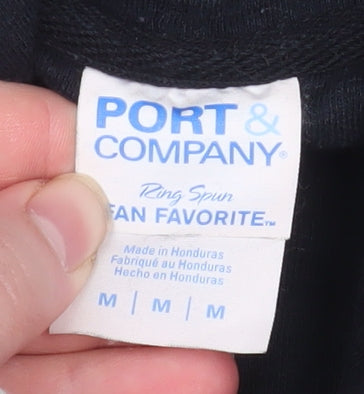 PORT &
COMPANY®
Ring Spun
FAN FAVORITE™
Made in Honduras
Fabriqué au Honduras
Hecho en Honduras
M | M | M